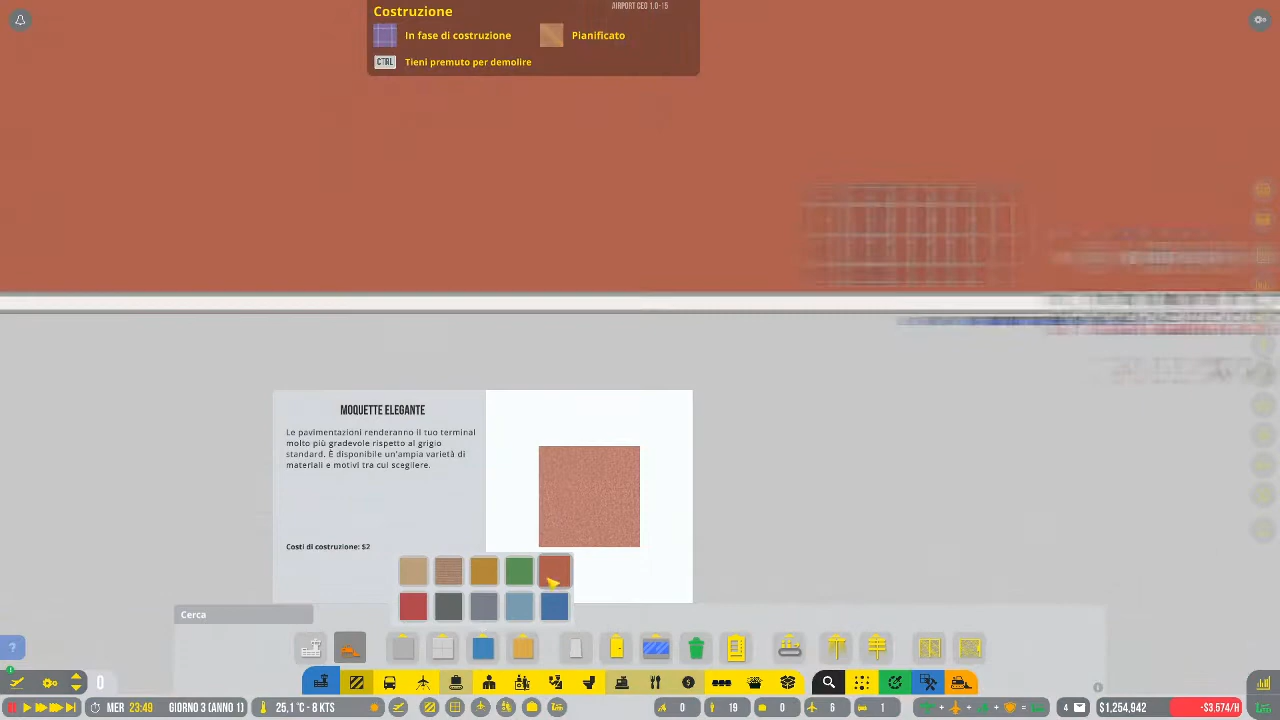 Costruzione
AIRPORT CEO 1.0-15
In fase di costruzione
Pianificato
CTRL Tieni premuto per demolire
MOQUETTE ELEGANTE
Le pavimentazioni renderanno il tuo terminal
molto più gradevole rispetto al grigio
standard. È disponibile un'ampia varietà di
materiali e motivi tra cui scegliere.
Costi di costruzione: $2
Cerca
?
1
0
MER 23:49 GIORNO 3 (ANNO 1) 25,1 °C - 8 KTS 0 19 0 6 1 4 $1,254,942 -$3.574/H